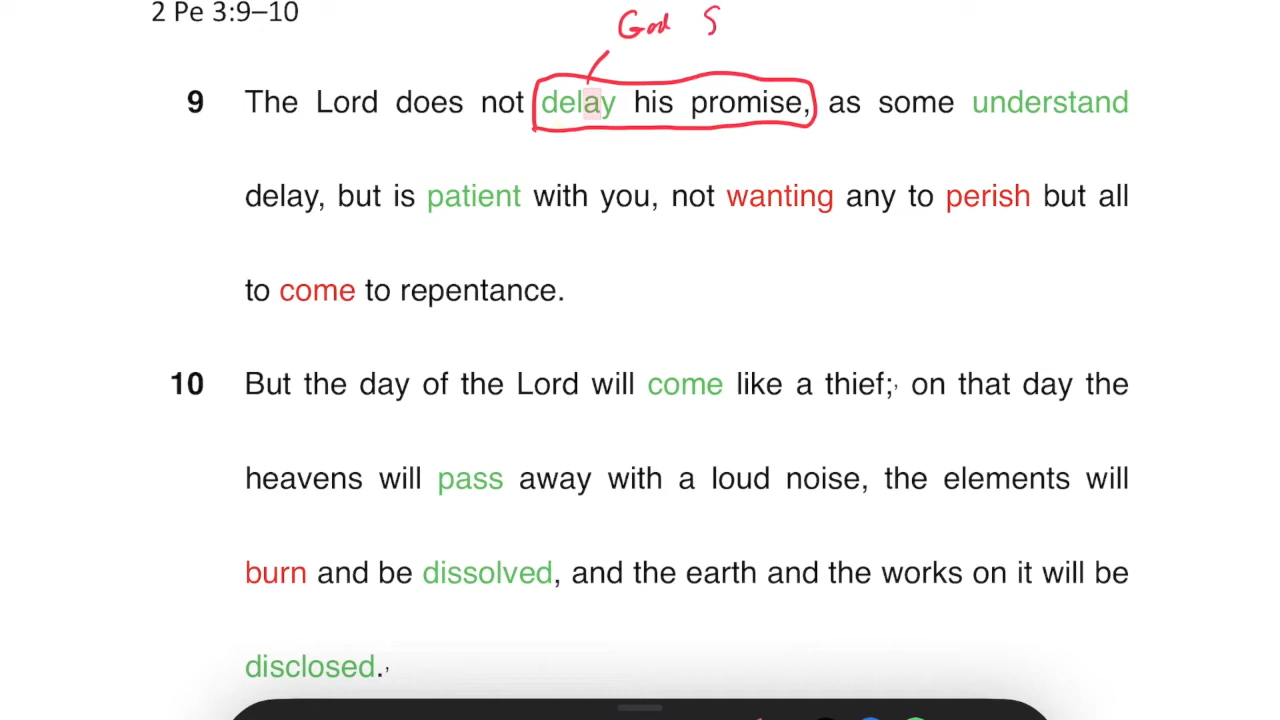 2 Pe 3:9–10
God S
9 The Lord does not delay his promise, as some understand
delay, but is patient with you, not wanting any to perish but all
to come to repentance.
10 But the day of the Lord will come like a thief;, on that day the
heavens will pass away with a loud noise, the elements will
burn and be dissolved, and the earth and the works on it will be
disclosed.,